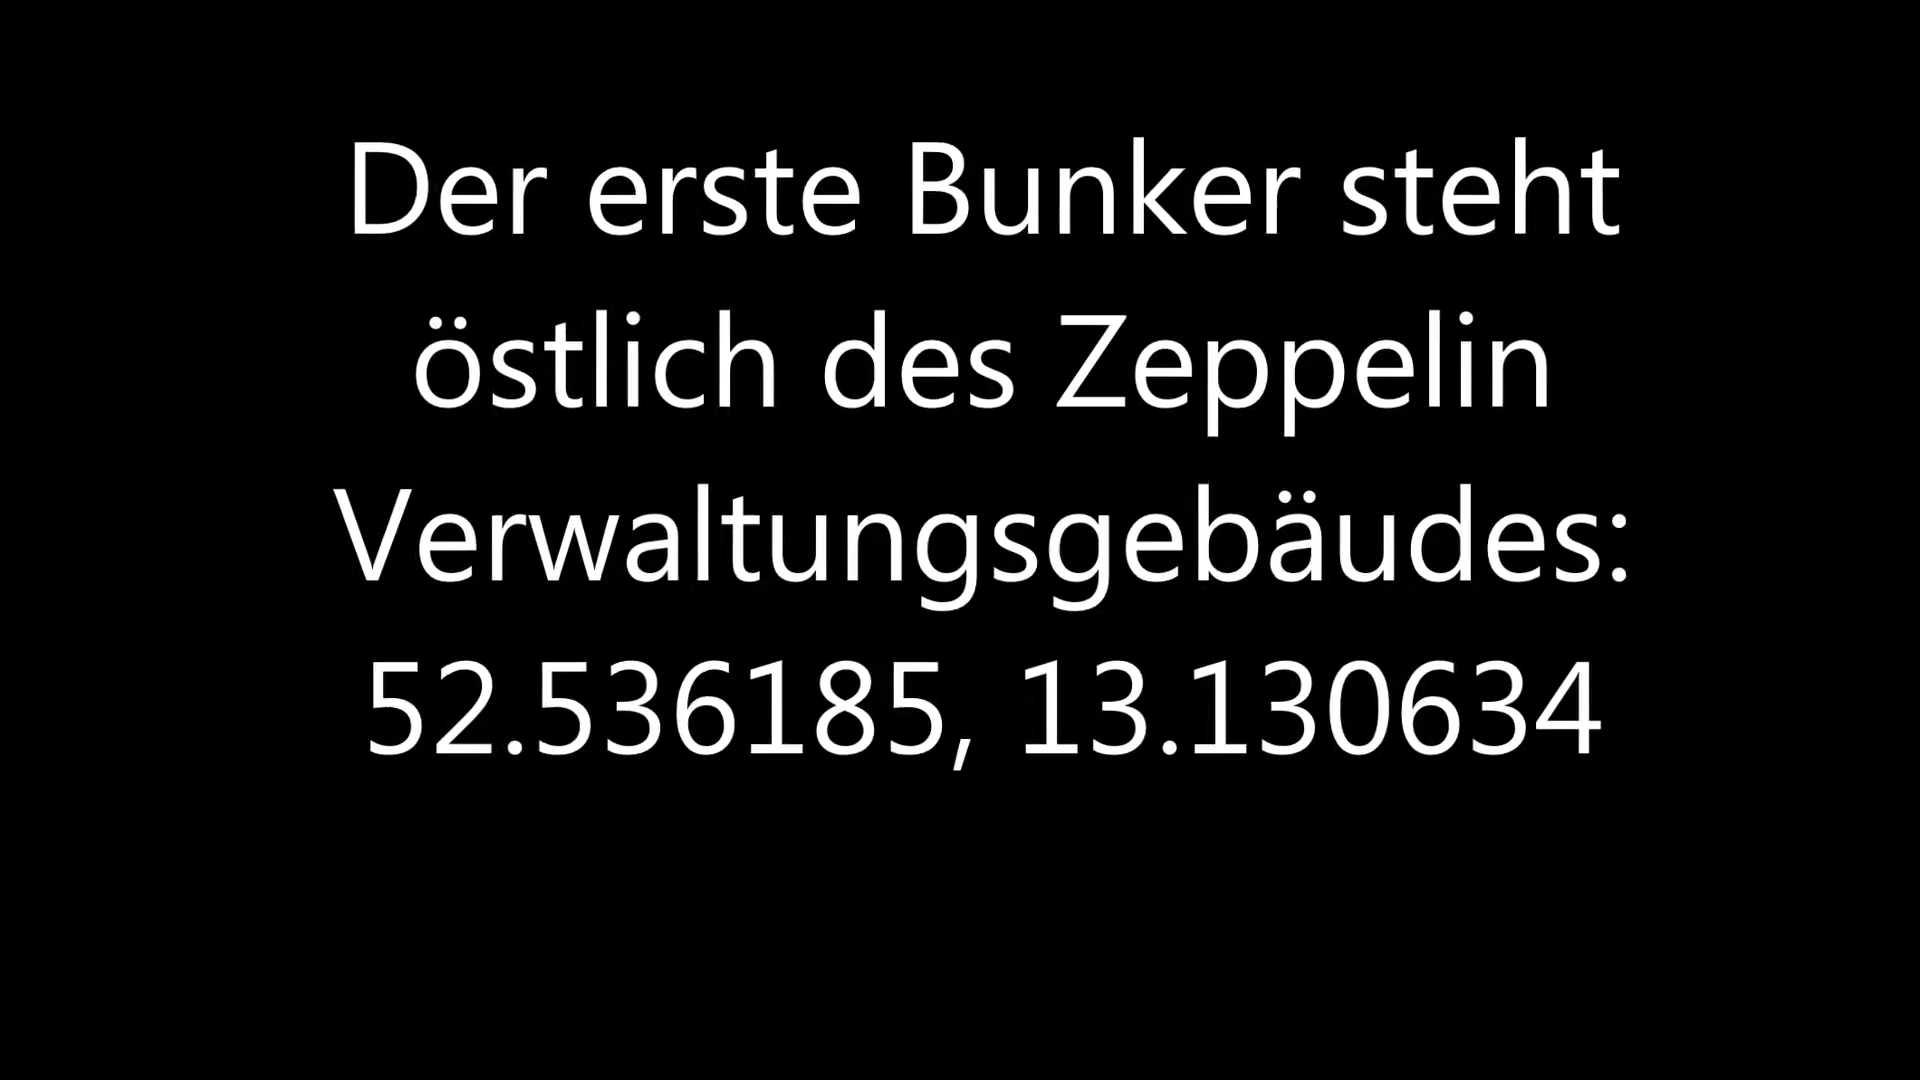 Der erste Bunker steht
östlich des Zeppelin
Verwaltungsgebäudes:
52.536185, 13.130634